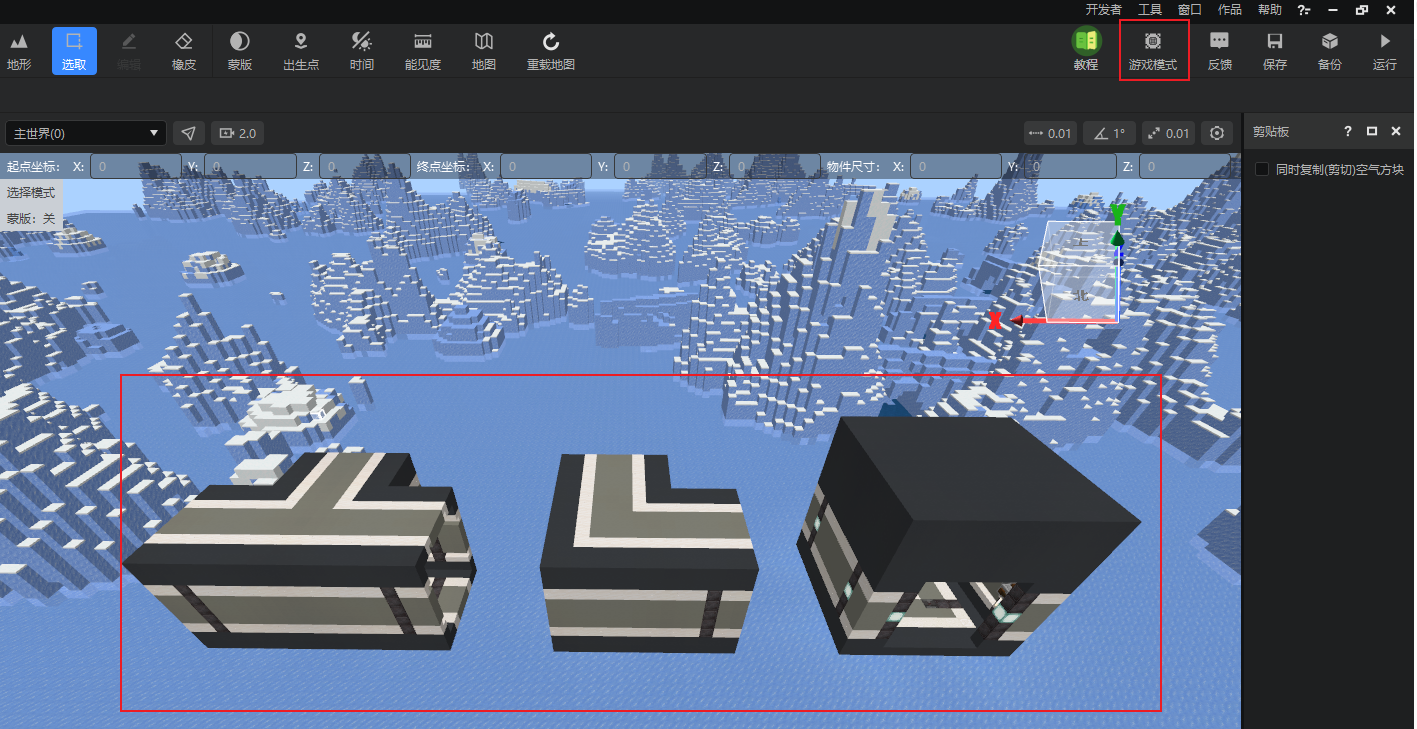 开发者 工具 窗口 作品 帮助 ?
地形 选取 编辑 橡皮 蒙版 出生点 时间 能见度 地图 重载地图 教程 游戏模式 反馈 保存 备份 运行
主世界(0) 2.0 0.01 1° 0.01 剪贴板 ?
起点坐标: X: 0 Y: 0 Z: 0 终点坐标: X: 0 Y: 0 Z: 0 物件尺寸: X: 0 Y: 0 Z: 0
同时复制(剪切)空气方块
选择模式
蒙版: 关
Y
北
X